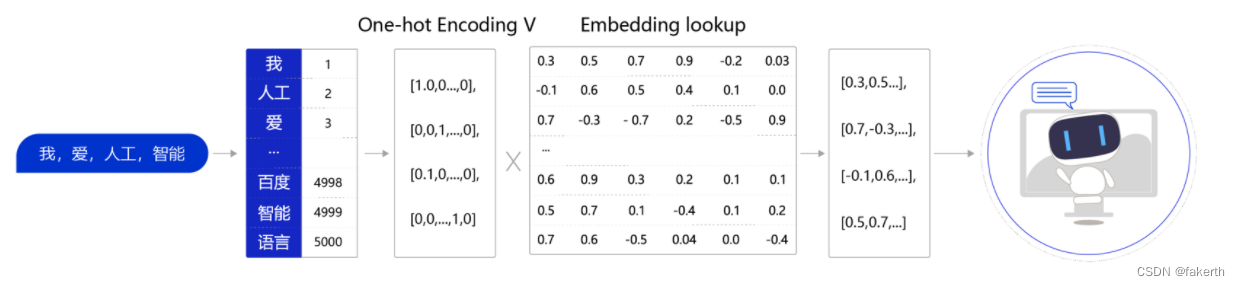 One-hot Encoding V
Embedding lookup
我，爱，人工，智能
我 1
人工 2
爱 3
...
百度 4998
智能 4999
语言 5000
[1.0,0...,0],
[0,0,1,...,0],
[0.1,0,...,0],
[0,0,...,1,0]
X
0.3 0.5 0.7 0.9 -0.2 0.03
-0.1 0.6 0.5 0.4 0.1 0.0
0.7 -0.3 - 0.7 0.2 -0.5 0.9
...
0.6 0.9 0.3 0.2 0.1 0.1
0.5 0.7 0.1 -0.4 0.1 0.2
0.7 0.6 -0.5 0.04 0.0 -0.4
[0.3,0.5...],
[0.7,-0.3,...],
[-0.1,0.6,...],
[0.5,0.7,...]
CSDN @fakerth